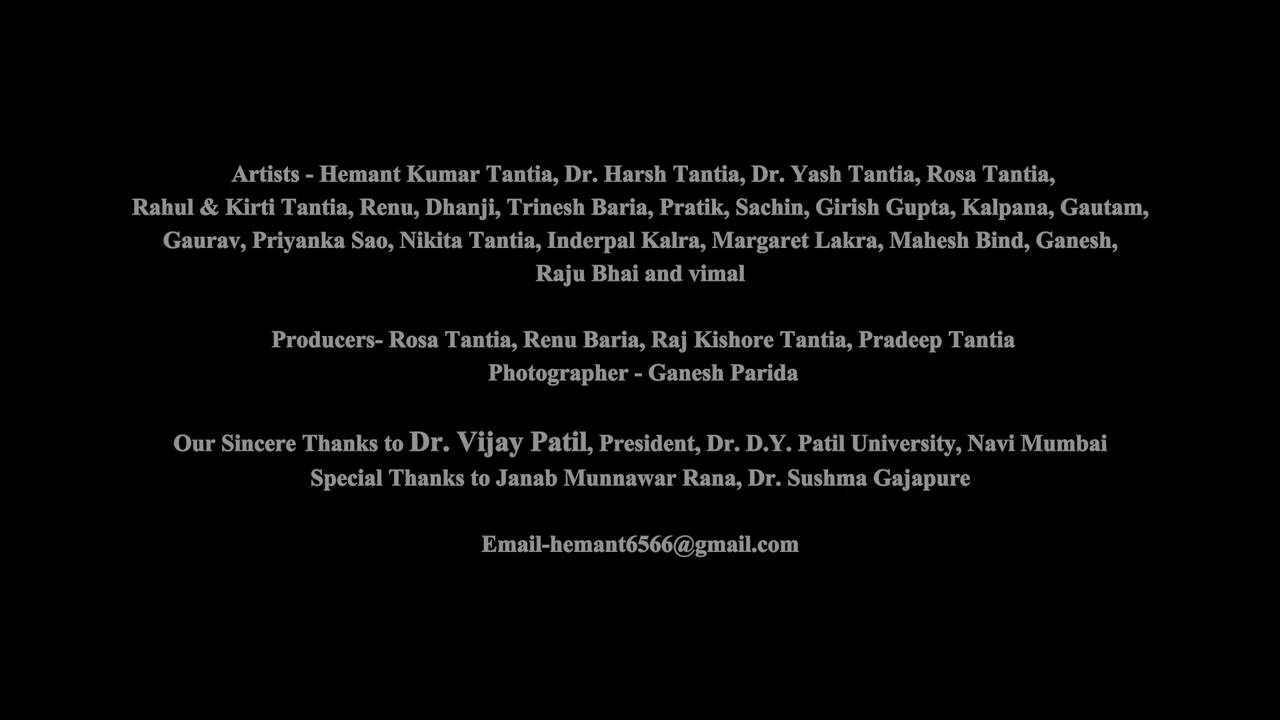 Artists - Hemant Kumar Tantia, Dr. Harsh Tantia, Dr. Yash Tantia, Rosa Tantia,
Rahul & Kirti Tantia, Renu, Dhanji, Trinesh Baria, Pratik, Sachin, Girish Gupta, Kalpana, Gautam,
Gaurav, Priyanka Sao, Nikita Tantia, Inderpal Kalra, Margaret Lakra, Mahesh Bind, Ganesh,
Raju Bhai and vimal
Producers- Rosa Tantia, Renu Baria, Raj Kishore Tantia, Pradeep Tantia
Photographer - Ganesh Parida
Our Sincere Thanks to Dr. Vijay Patil, President, Dr. D.Y. Patil University, Navi Mumbai
Special Thanks to Janab Munnawar Rana, Dr. Sushma Gajapure
Email-hemant6566@gmail.com